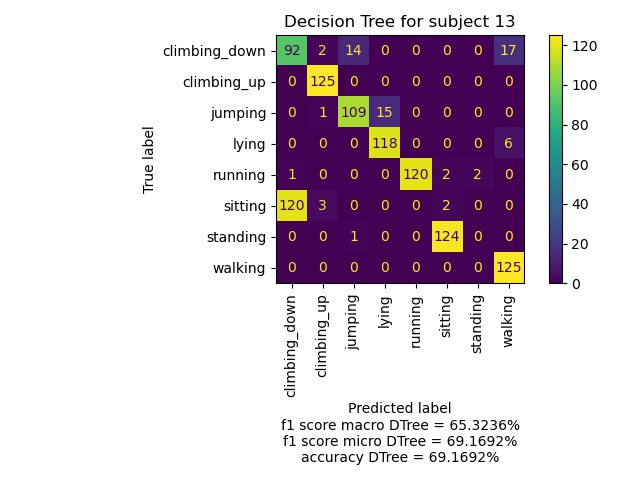 Decision Tree for subject 13
True label
climbing_down 92 2 14 0 0 0 0 17
climbing_up 0 125 0 0 0 0 0 0
jumping 0 1 109 15 0 0 0 0
lying 0 0 0 118 0 0 0 6
running 1 0 0 0 120 2 2 0
sitting 120 3 0 0 0 2 0 0
standing 0 0 1 0 0 124 0 0
walking 0 0 0 0 0 0 0 125
climbing_down climbing_up jumping lying running sitting standing walking
120
100
80
60
40
20
0
Predicted label
f1 score macro DTree = 65.3236%
f1 score micro DTree = 69.1692%
accuracy DTree = 69.1692%